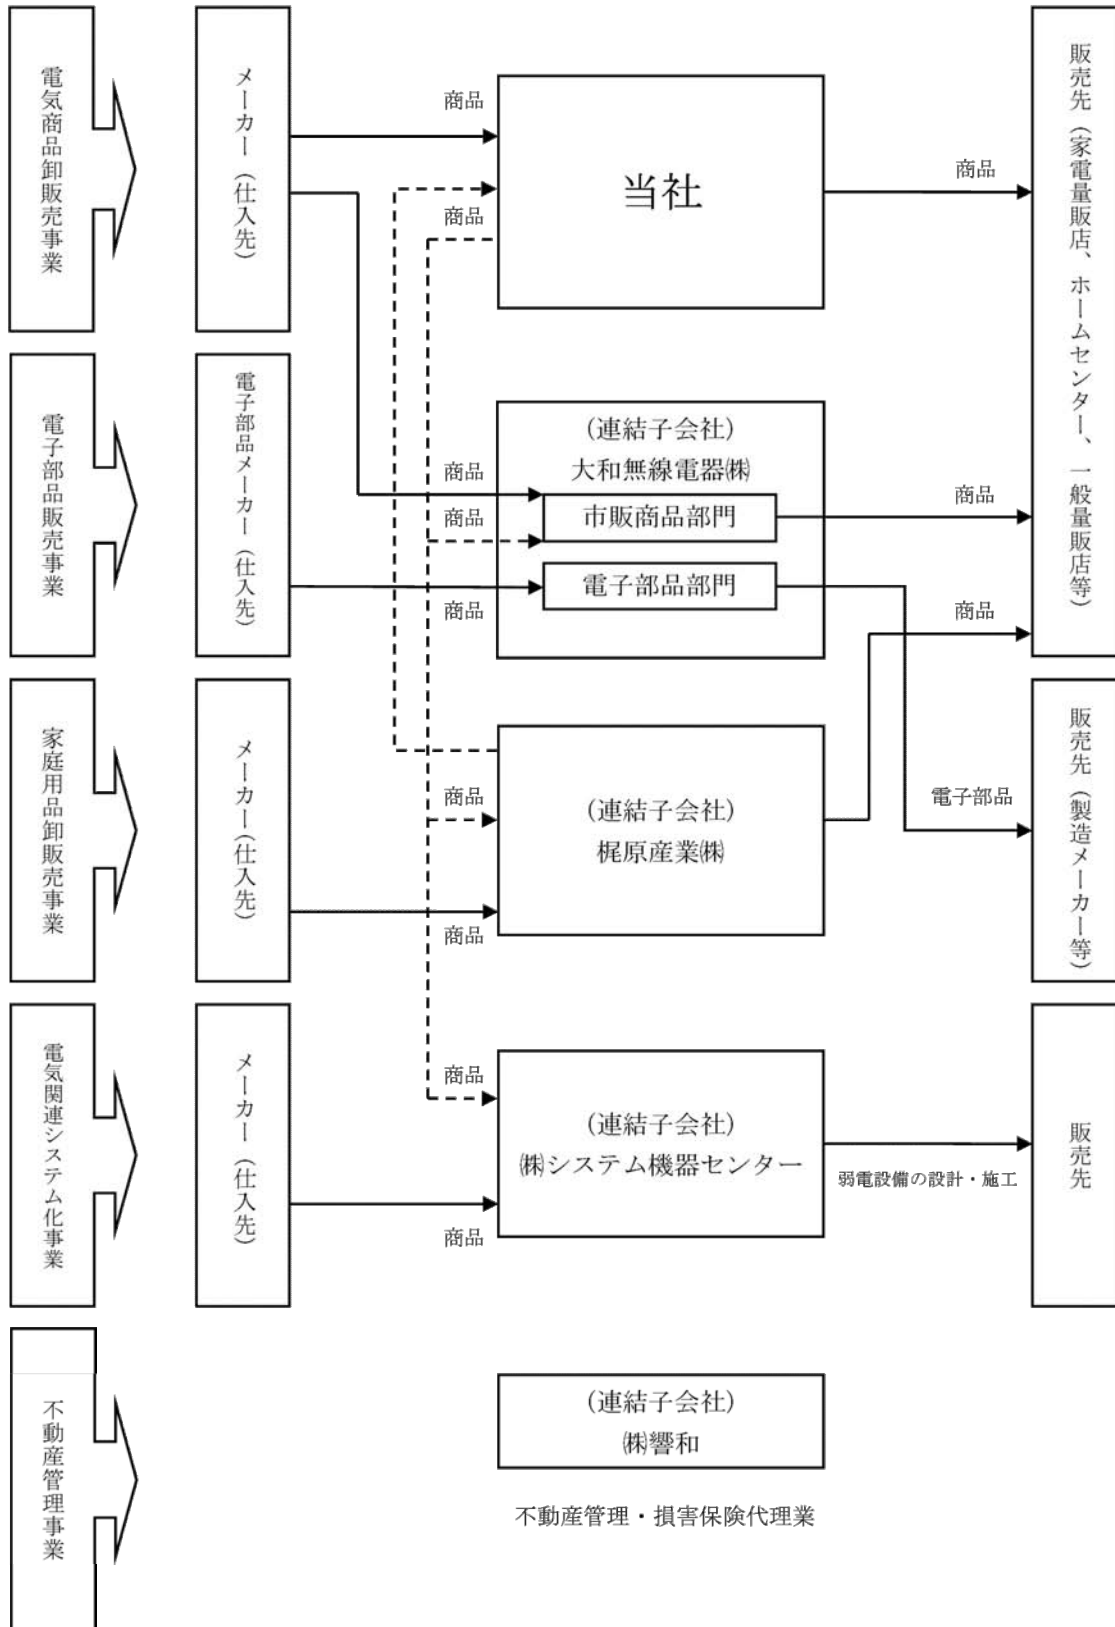 電気商品卸販売事業
メーカー（仕入先）
商品
商品
当社
商品
販売先（家電量販店、ホームセンター、一般量販店等）
電子部品販売事業
電子部品メーカー（仕入先）
商品
商品
商品
（連結子会社）
大和無線電器㈱
市販商品部門
電子部品部門
商品
商品
家庭用品卸販売事業
メーカー（仕入先）
商品
商品
（連結子会社）
梶原産業㈱
電子部品
販売先（製造メーカー等）
電気関連システム化事業
メーカー（仕入先）
商品
商品
（連結子会社）
㈱システム機器センター
弱電設備の設計・施工
販売先
不動産管理事業
（連結子会社）
㈱響和
不動産管理・損害保険代理業